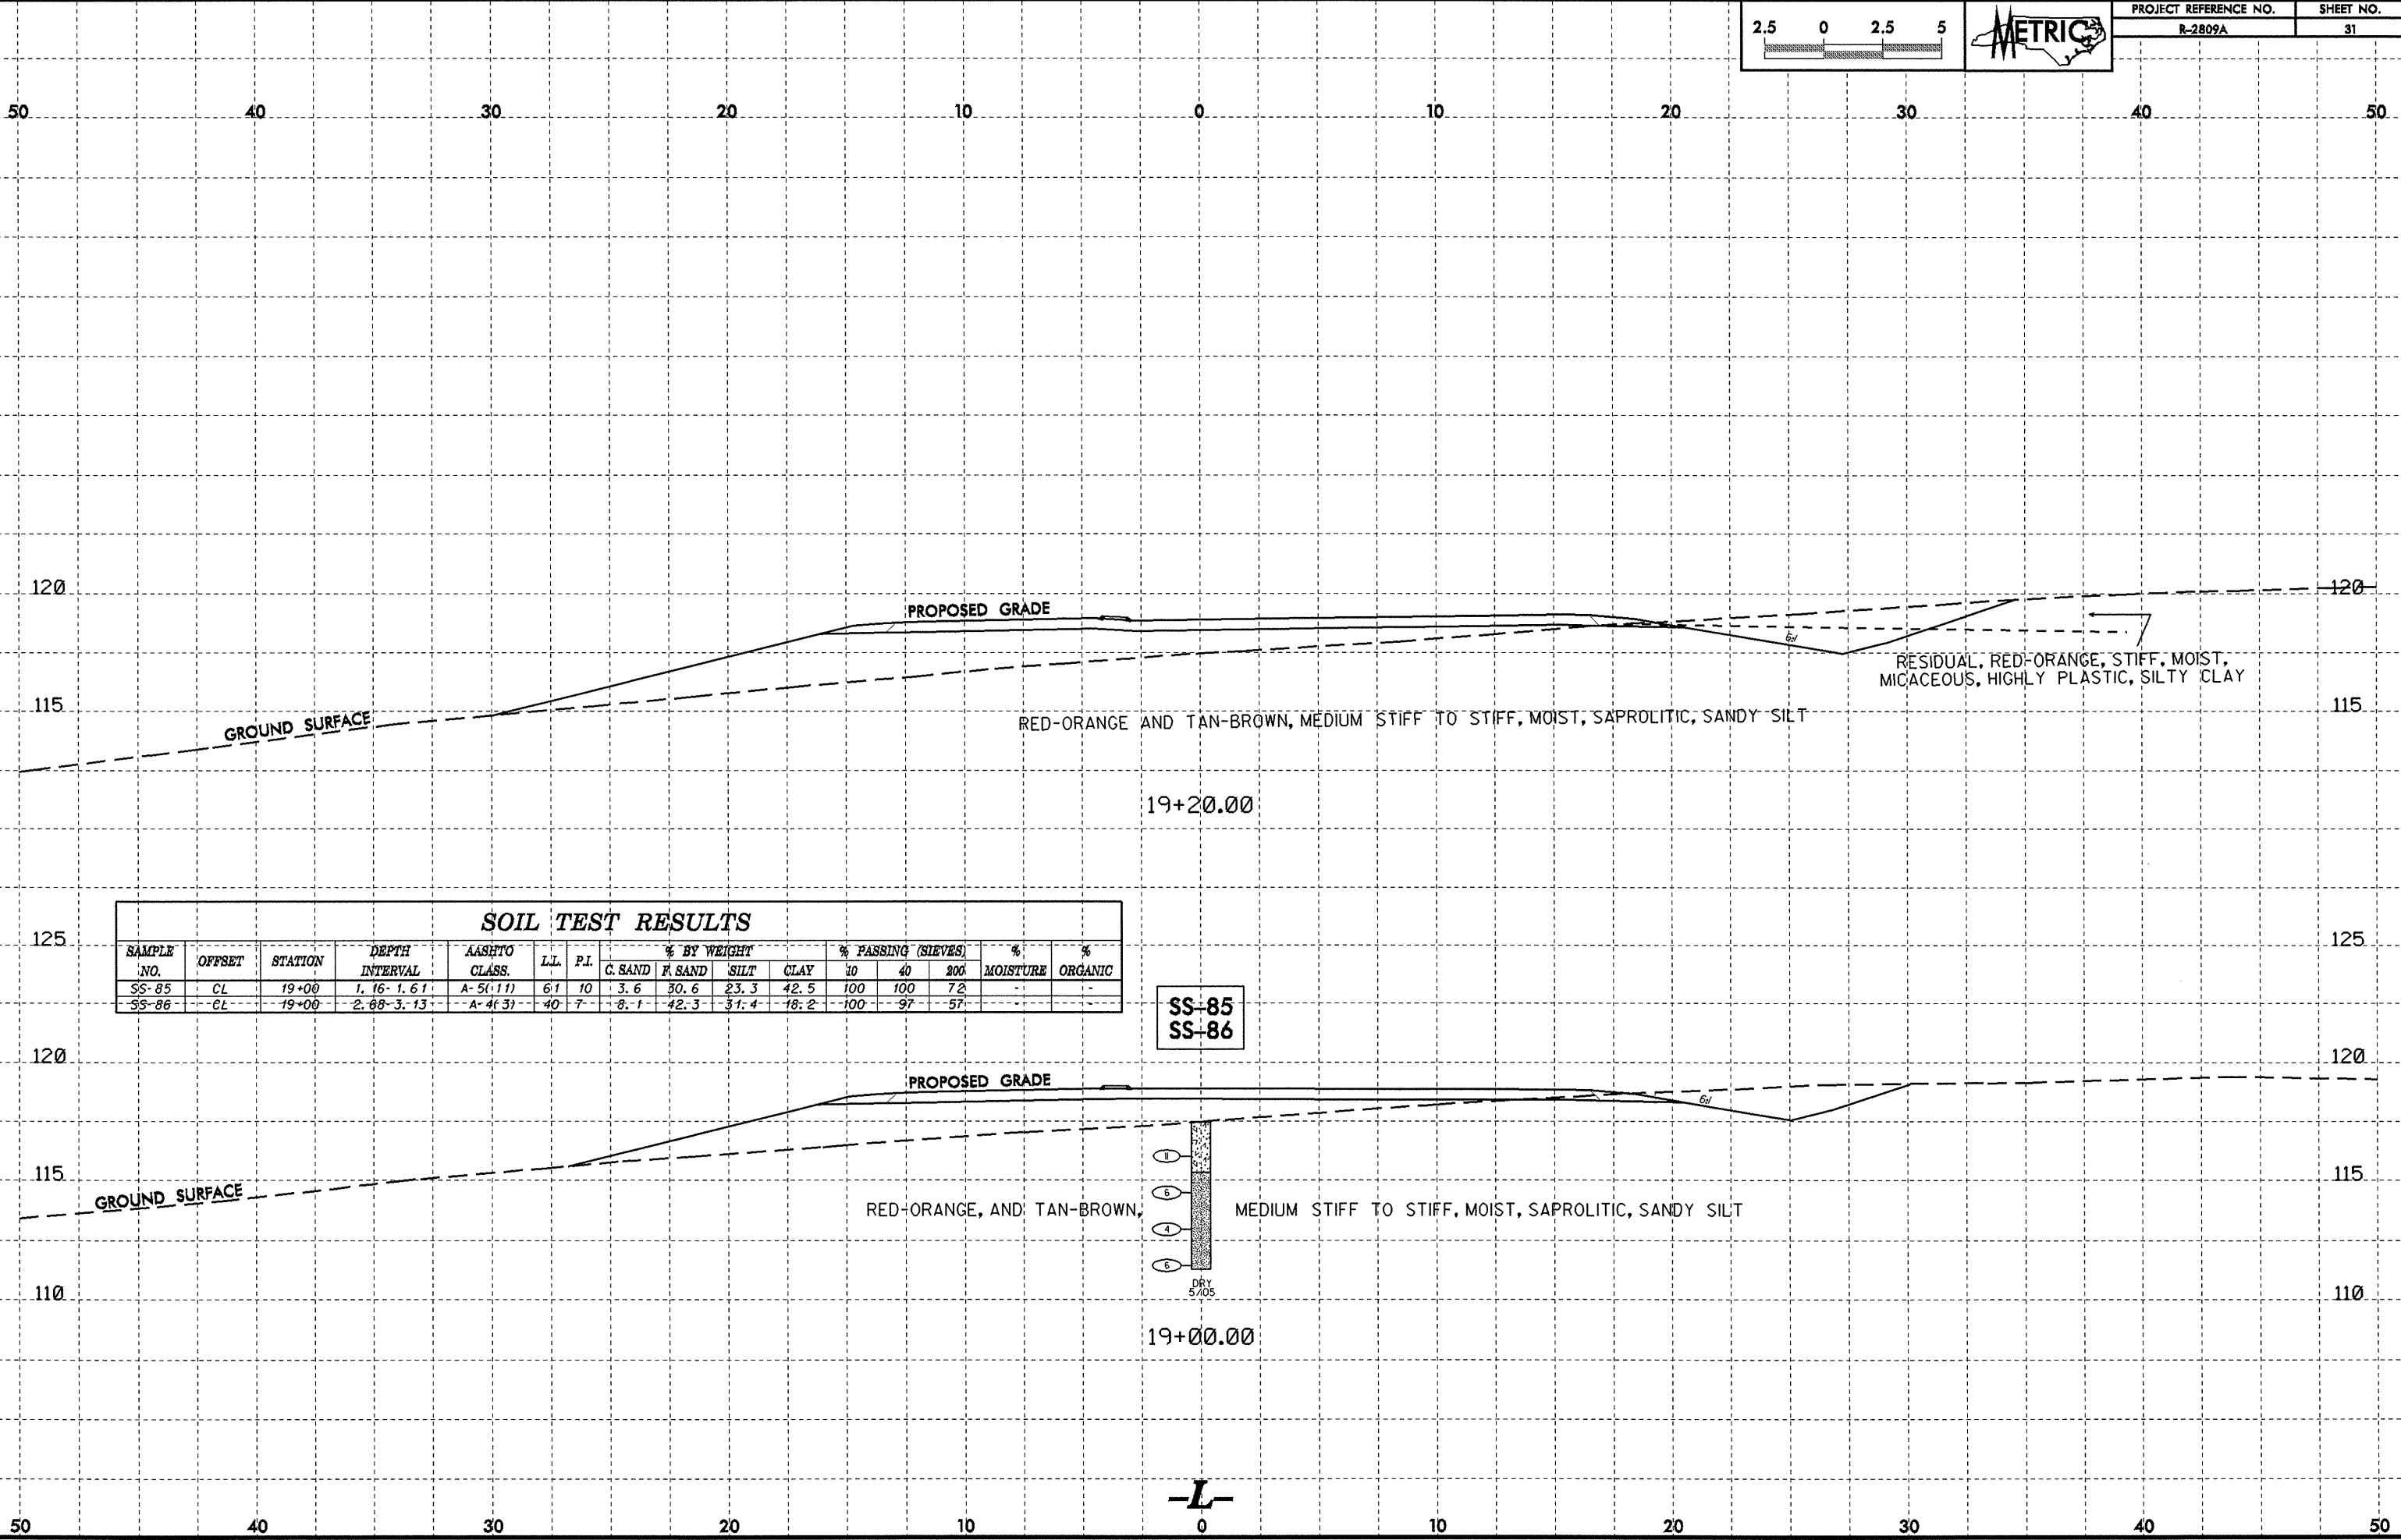 PROJECT REFERENCE NO. SHEET NO.
R-2809A 31
2.5 0 2.5 5
METRIC
50 40 30 20 10 0 10 20 30 40 50
120 120
PROPOSED GRADE
6:1
RESIDUAL, RED-ORANGE, STIFF, MOIST,
MICACEOUS, HIGHLY PLASTIC, SILTY CLAY
115 115
GROUND SURFACE
RED-ORANGE AND TAN-BROWN, MEDIUM STIFF TO STIFF, MOIST, SAPROLITIC, SANDY SILT
19+20.00
SOIL TEST RESULTS
SAMPLE NO. OFFSET STATION DEPTH INTERVAL AASHTO CLASS. L.L. P.I. % BY WEIGHT % PASSING (SIEVES) % MOISTURE % ORGANIC
C. SAND F. SAND SILT CLAY 10 40 200
SS-85 CL 19+00 1.16-1.61 A-5(11) 61 10 3.6 30.6 23.3 42.5 100 100 72 - -
SS-86 CL 19+00 2.68-3.13 A-4(3) 40 7 8.1 42.3 31.4 18.2 100 97 57 - -
125 125
SS-85
SS-86
120 120
PROPOSED GRADE
6:1
11
115 115
GROUND SURFACE
6
RED-ORANGE, AND TAN-BROWN, MEDIUM STIFF TO STIFF, MOIST, SAPROLITIC, SANDY SILT
4
6
DRY
5/05
110 110
19+00.00
-L-
50 40 30 20 10 0 10 20 30 40 50